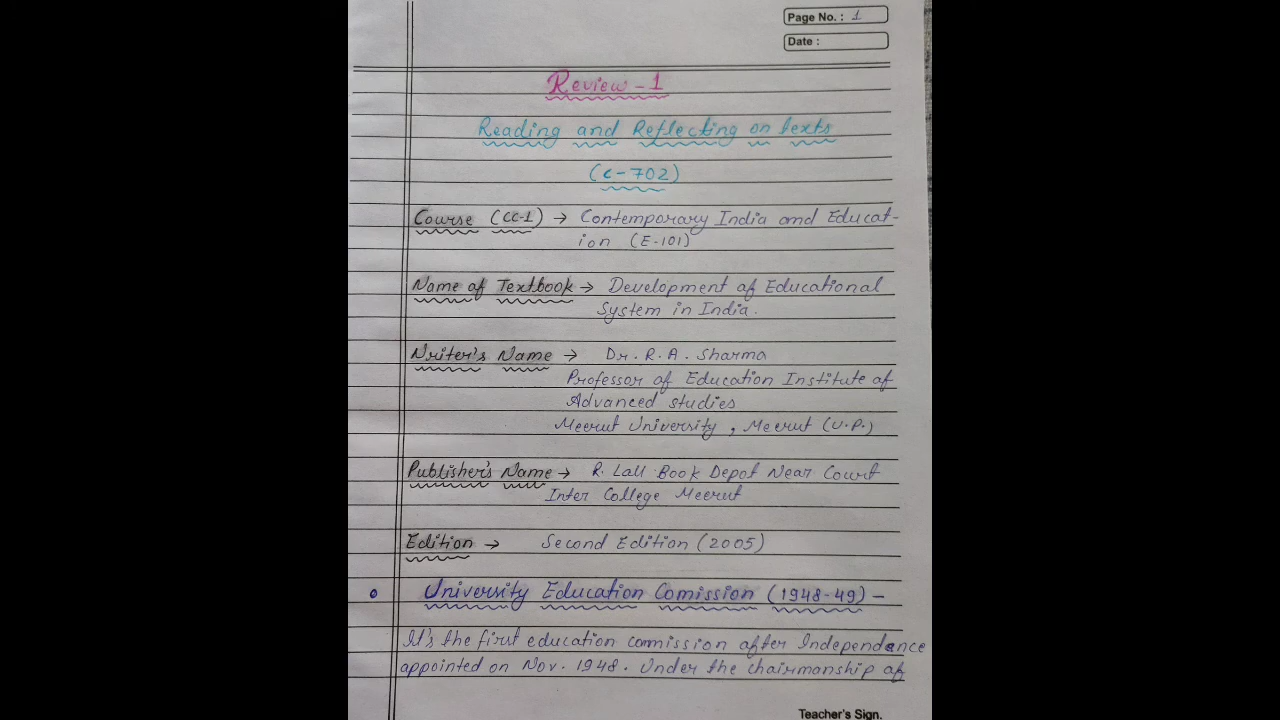 Page No. : 1
Date :
Review - 1
Reading and Reflecting on texts
(C-702)
Course (CC-1) → Contemporary India and Educat-
ion (E-101)
Name of Textbook → Development of Educational
System in India.
Writer's Name → Dr. R. A. Sharma
Professor of Education Institute of
Advanced studies
Meerut University, Meerut (U.P.)
Publisher's Name → R. Lall Book Depot Near Court
Inter College Meerut
Edition → Second Edition (2005)
University Education Comission (1948-49) -
It's the first education commission after Independence
appointed on Nov. 1948. Under the chairmanship of
Teacher's Sign.